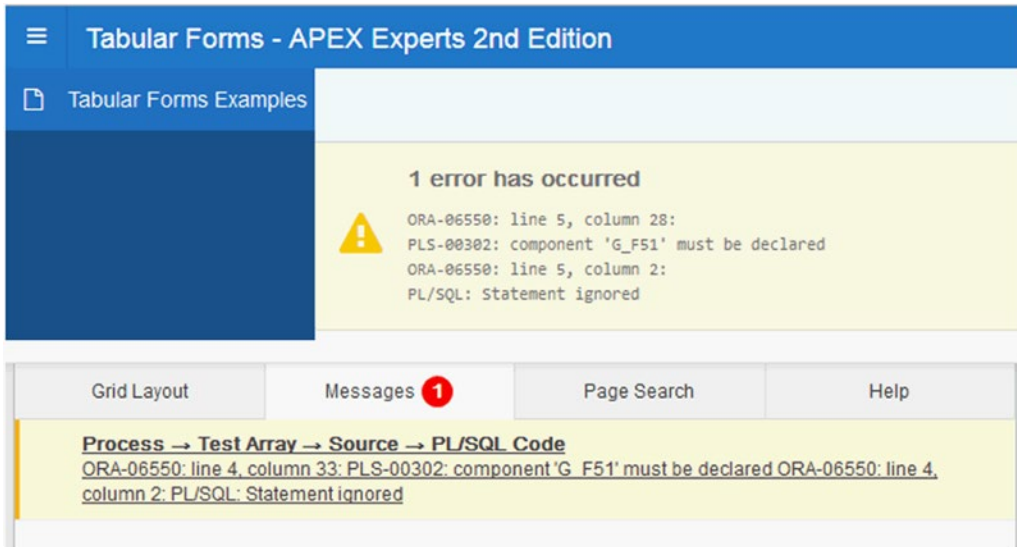 Tabular Forms - APEX Experts 2nd Edition
Tabular Forms Examples
1 error has occurred
ORA-06550: line 5, column 28:
PLS-00302: component 'G_F51' must be declared
ORA-06550: line 5, column 2:
PL/SQL: Statement ignored
Grid Layout
Messages 1
Page Search
Help
Process → Test Array → Source → PL/SQL Code
ORA-06550: line 4, column 33: PLS-00302: component 'G_F51' must be declared ORA-06550: line 4,
column 2: PL/SQL: Statement ignored